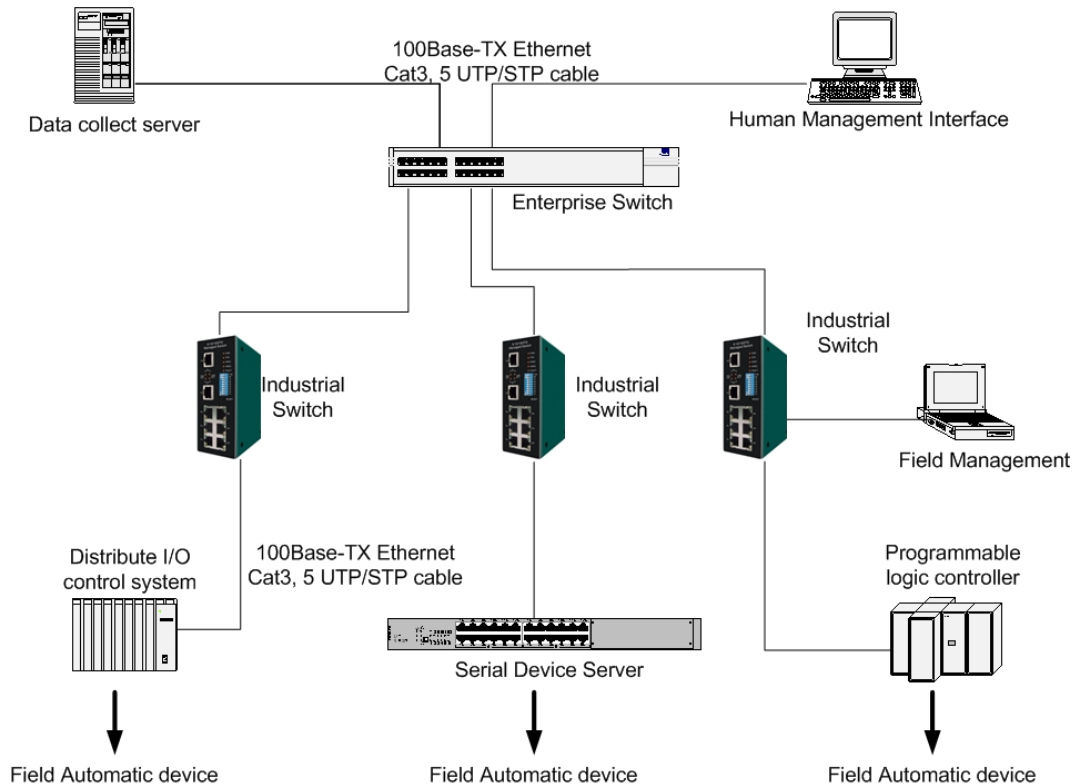 100Base-TX Ethernet
Cat3, 5 UTP/STP cable
Data collect server
Human Management Interface
Enterprise Switch
Industrial
Switch
Industrial
Switch
Industrial
Switch
Field Management
Distribute I/O
control system
100Base-TX Ethernet
Cat3, 5 UTP/STP cable
Programmable
logic controller
Serial Device Server
Field Automatic device
Field Automatic device
Field Automatic device